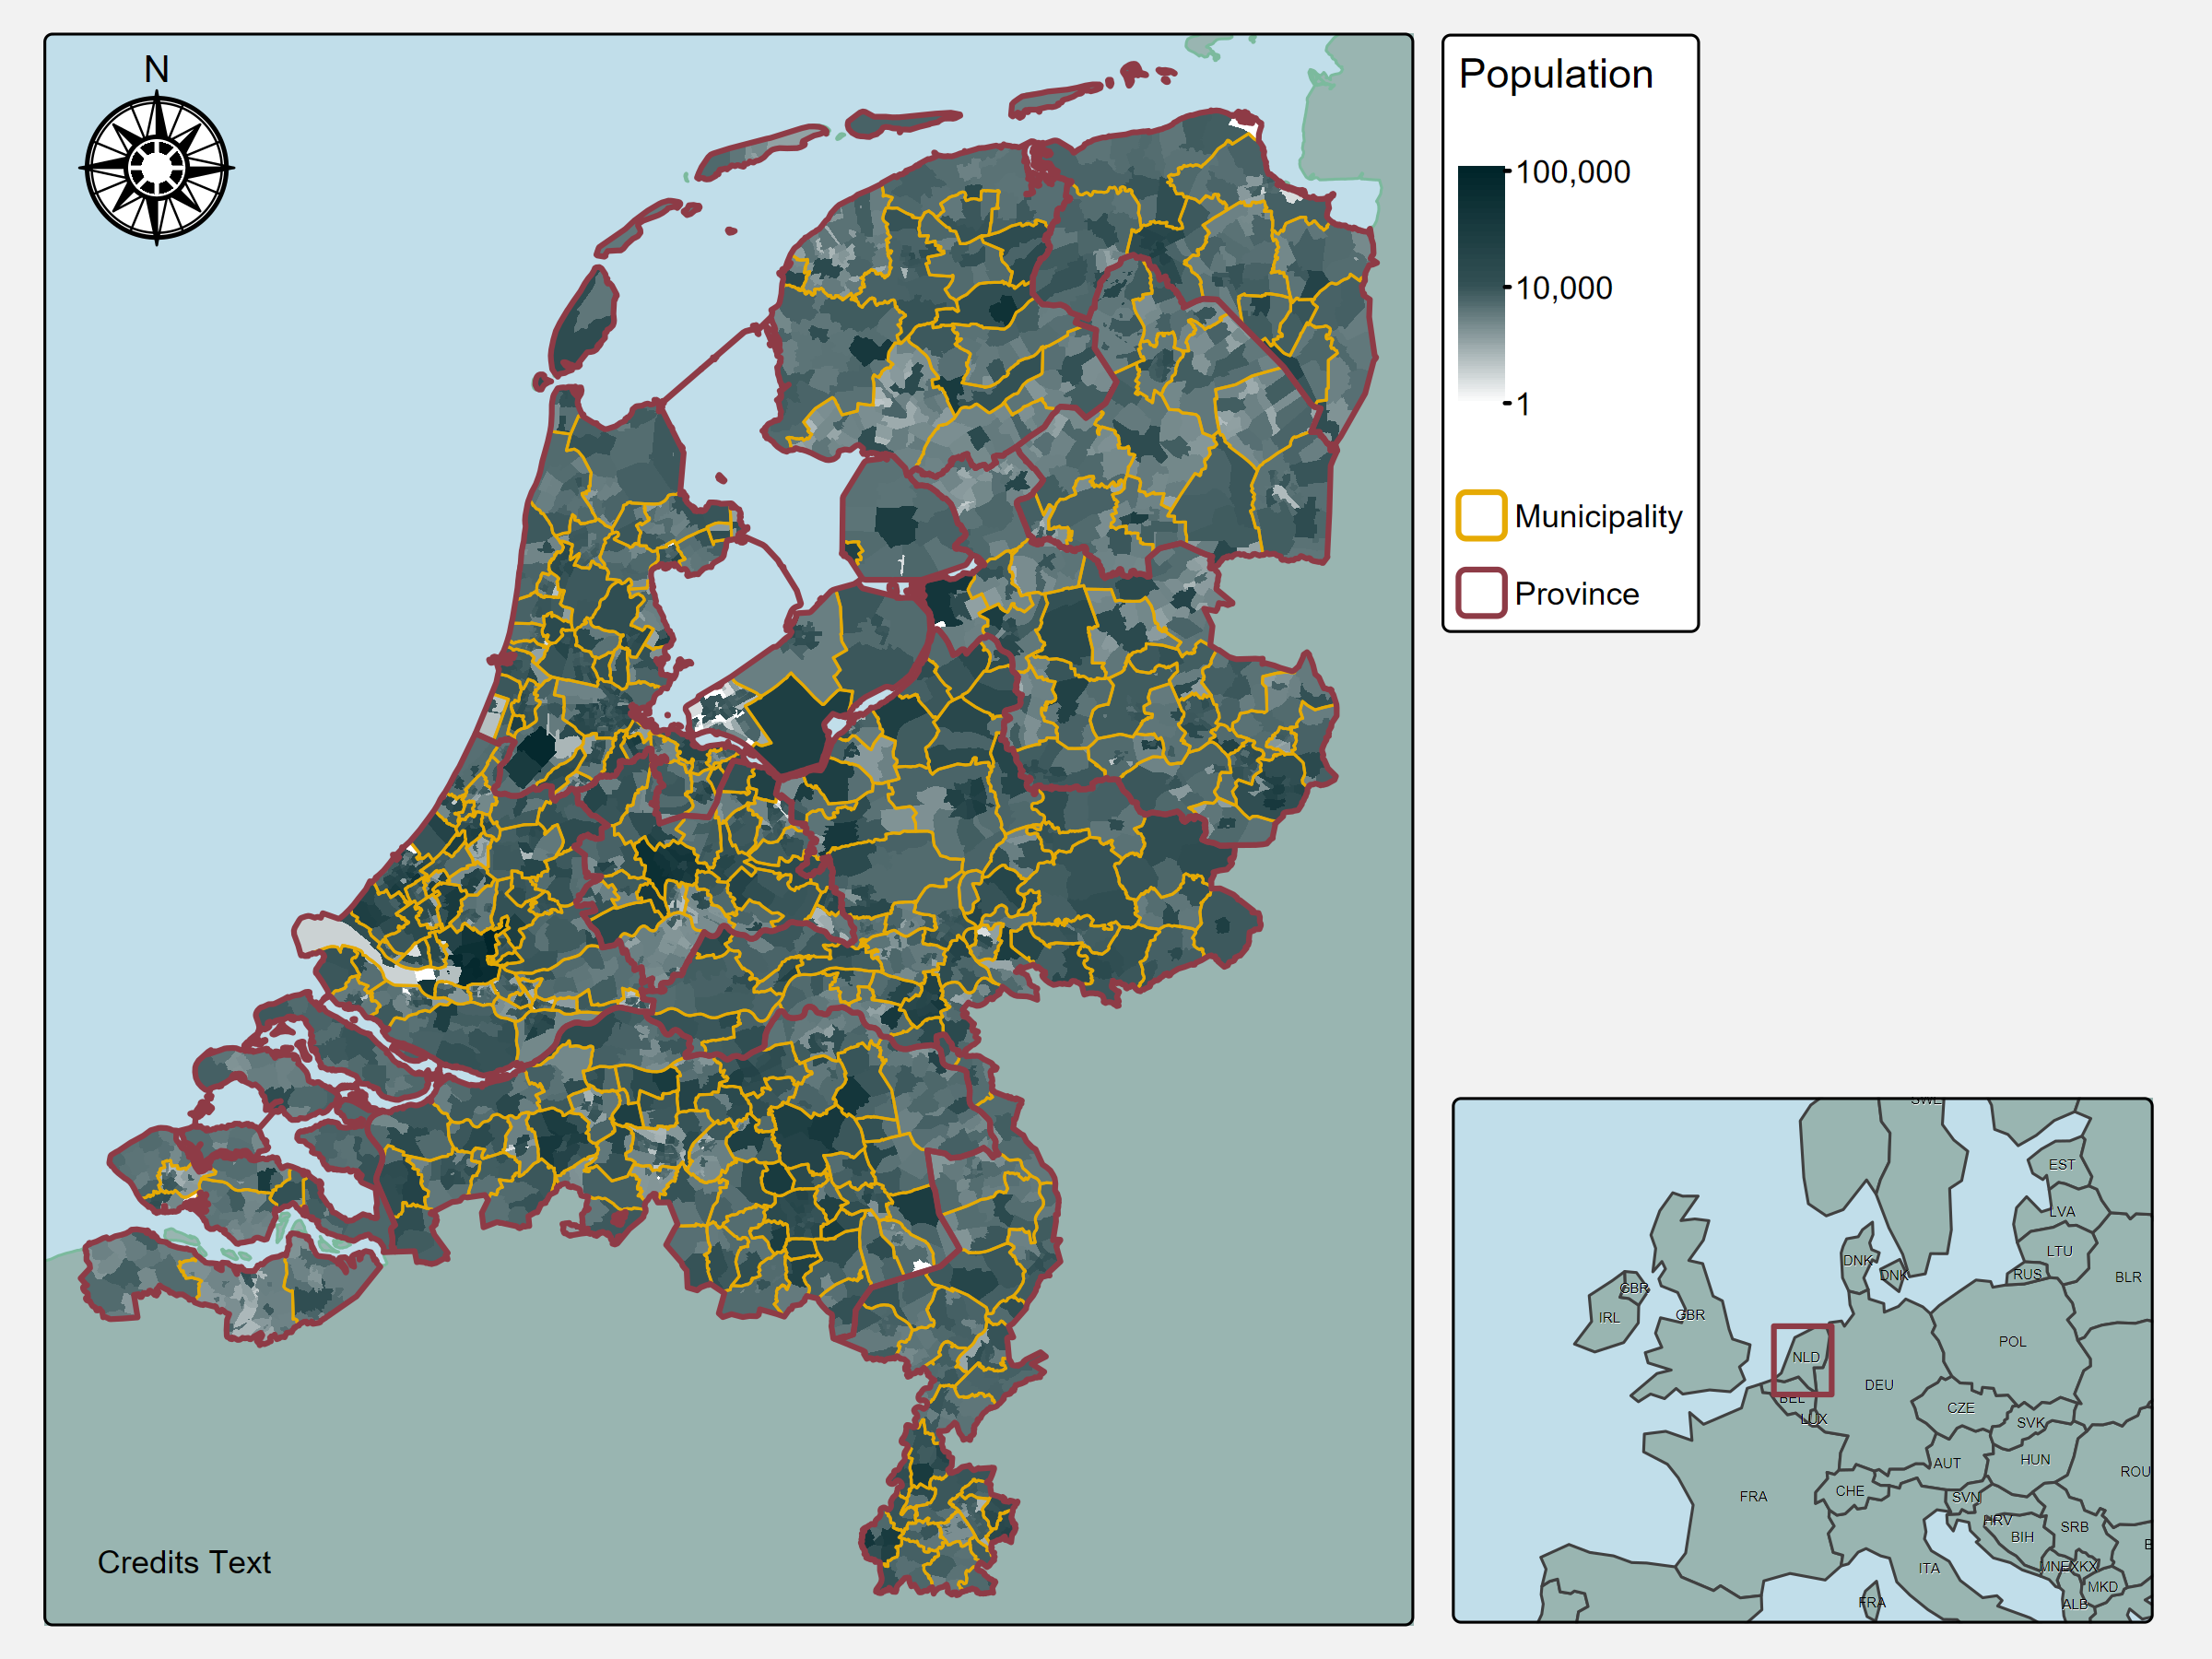 N
Population
100,000
10,000
1
Municipality
Province
Credits Text
SWE
EST
LVA
LTU
DNK
DNK
RUS
BLR
GBR
IRL
GBR
NLD
POL
DEU
BEL
LUX
CZE
SVK
AUT
HUN
FRA
CHE
SVN
ROU
HRV
BIH
SRB
MNE
XKX
ITA
MKD
FRA
ALB